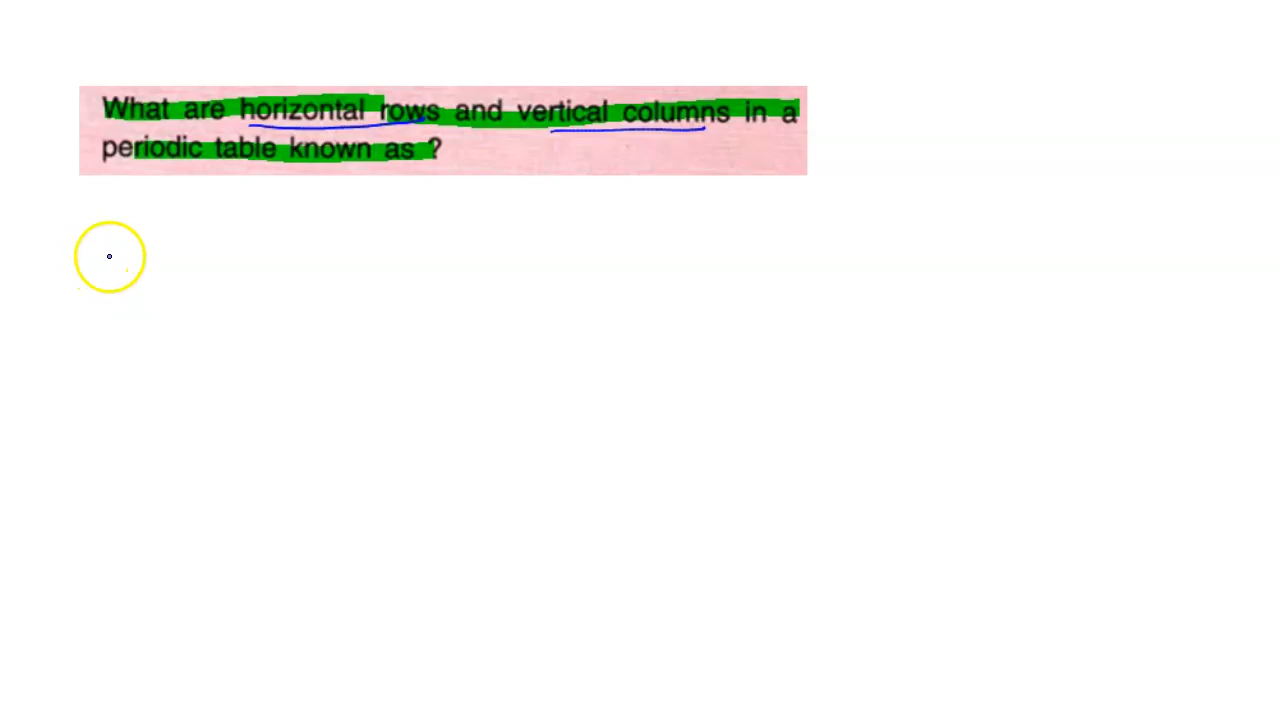 What are horizontal rows and vertical columns in a
periodic table known as ?